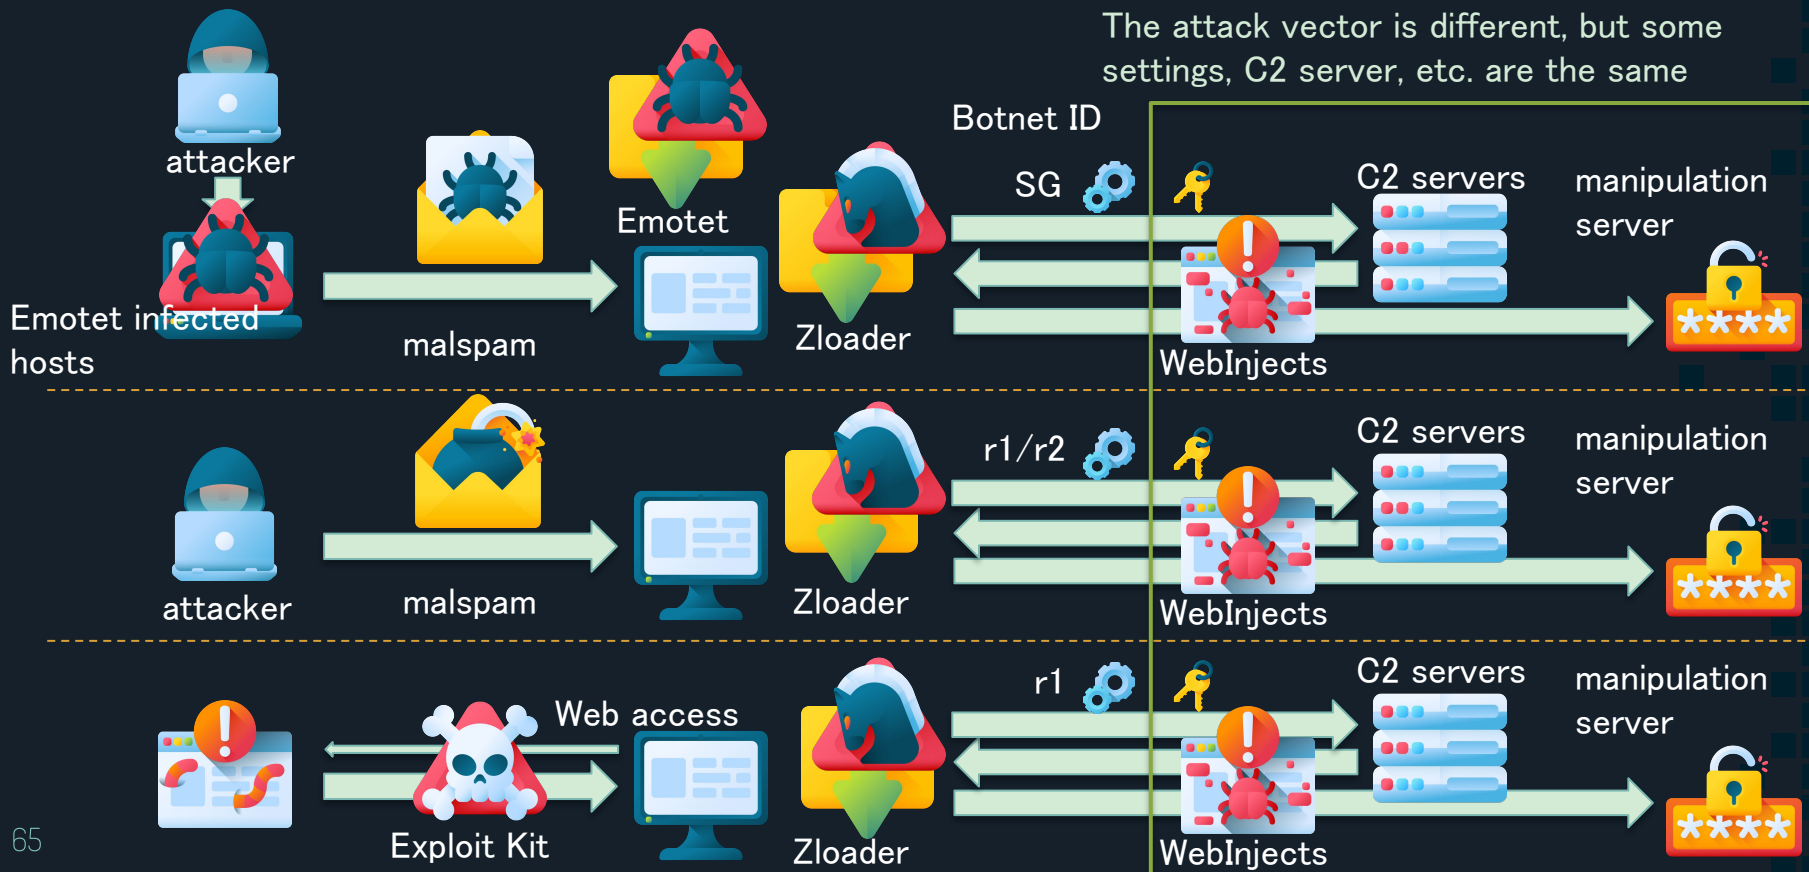 The attack vector is different, but some
settings, C2 server, etc. are the same
attacker
Emotet infected
hosts
malspam
Emotet
Zloader
Botnet ID
SG
WebInjects
C2 servers
manipulation
server
****
attacker
malspam
Zloader
r1/r2
WebInjects
C2 servers
manipulation
server
****
Web access
Exploit Kit
Zloader
r1
WebInjects
C2 servers
manipulation
server
****
65